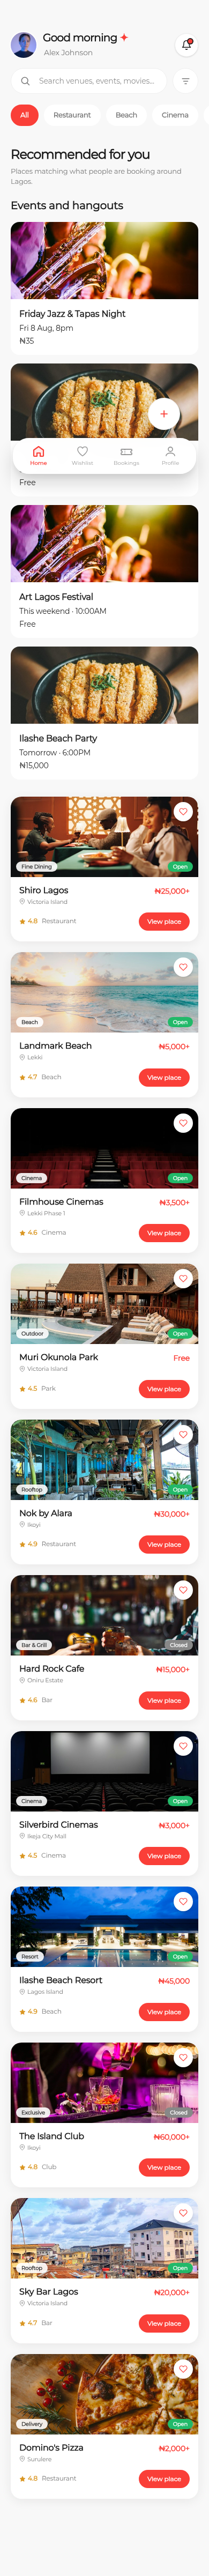 Good morning
Alex Johnson
Search venues, events, movies...
All
Restaurant
Beach
Cinema
Recommended for you
Places matching what people are booking around
Lagos.
Events and hangouts
Friday Jazz & Tapas Night
Fri 8 Aug, 8pm
₦35
Home
Wishlist
Bookings
Profile
Free
Art Lagos Festival
This weekend · 10:00AM
Free
Ilashe Beach Party
Tomorrow · 6:00PM
₦15,000
Fine Dining
Open
Shiro Lagos
₦25,000+
Victoria Island
4.8 Restaurant
View place
Beach
Open
Landmark Beach
₦5,000+
Lekki
4.7 Beach
View place
Cinema
Open
Filmhouse Cinemas
₦3,500+
Lekki Phase 1
4.6 Cinema
View place
Outdoor
Open
Muri Okunola Park
Free
Victoria Island
4.5 Park
View place
Rooftop
Open
Nok by Alara
₦30,000+
Ikoyi
4.9 Restaurant
View place
Bar & Grill
Closed
Hard Rock Cafe
₦15,000+
Oniru Estate
4.6 Bar
View place
Cinema
Open
Silverbird Cinemas
₦3,000+
Ikeja City Mall
4.5 Cinema
View place
Resort
Open
Ilashe Beach Resort
₦45,000
Lagos Island
4.9 Beach
View place
Exclusive
Closed
The Island Club
₦60,000+
Ikoyi
4.8 Club
View place
Rooftop
Open
Sky Bar Lagos
₦20,000+
Victoria Island
4.7 Bar
View place
Delivery
Open
Domino's Pizza
₦2,000+
Surulere
4.8 Restaurant
View place